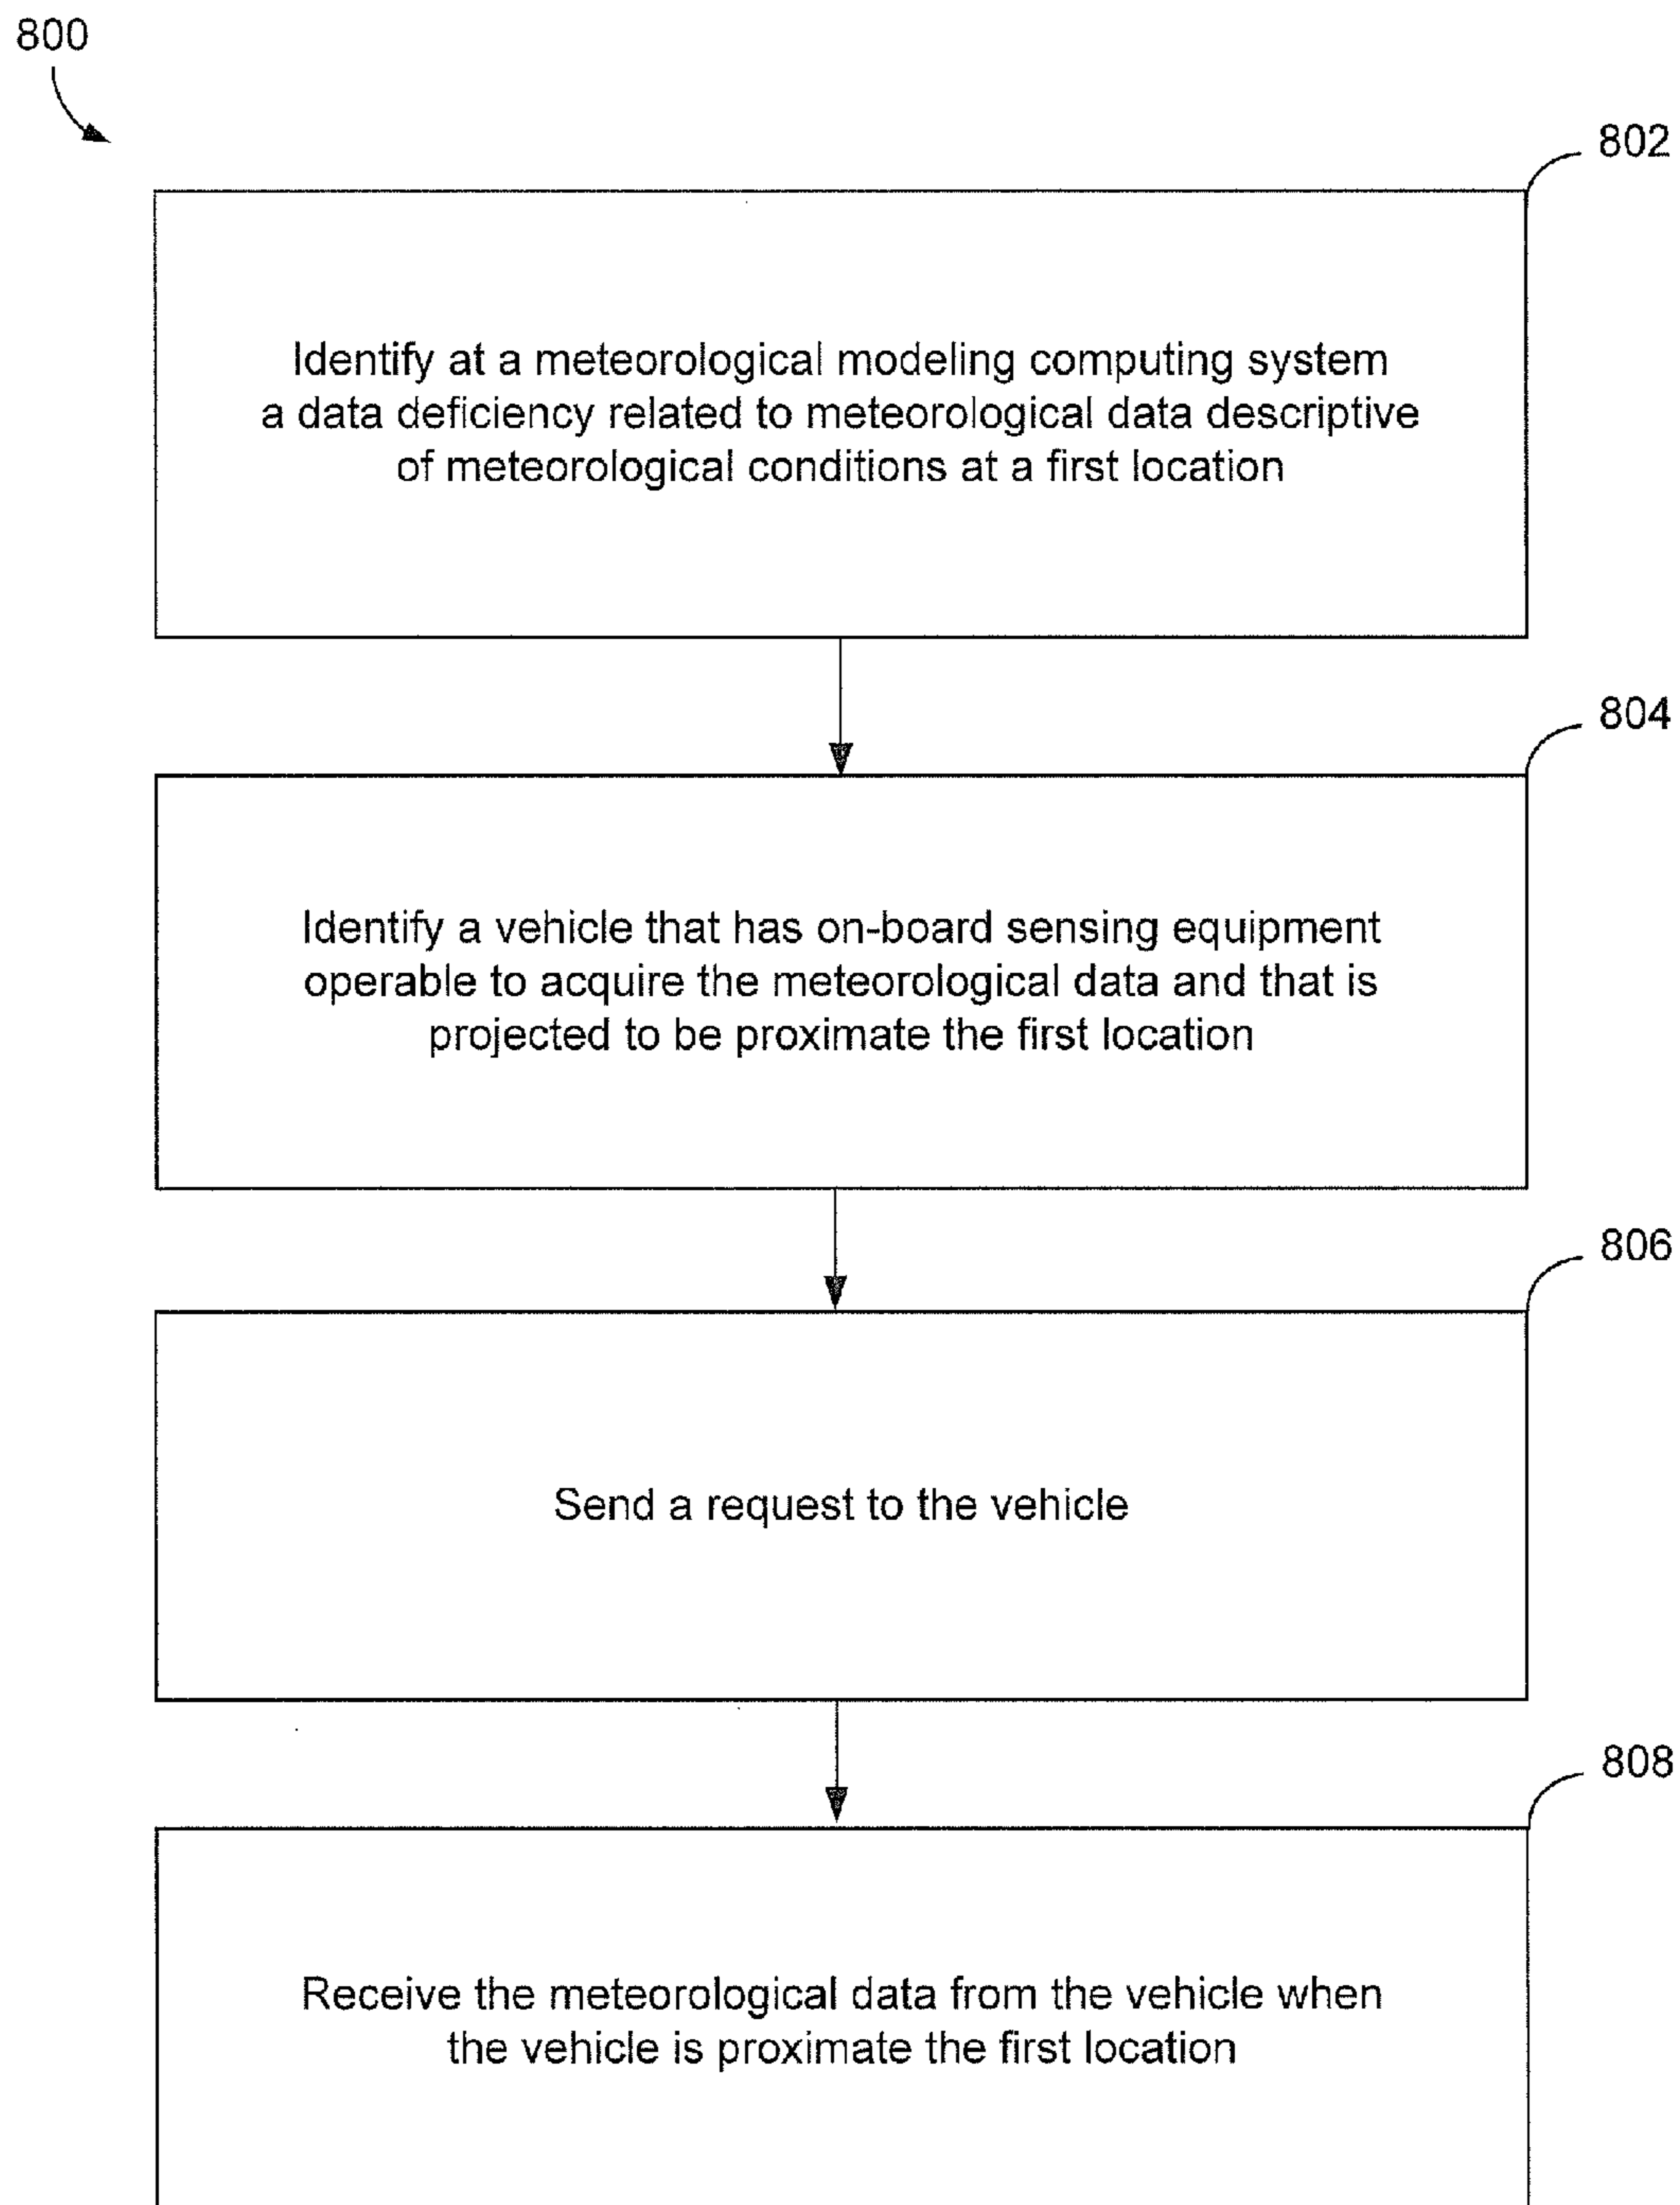 800
802
Identify at a meteorological modeling computing system
a data deficiency related to meteorological data descriptive
of meteorological conditions at a first location
804
Identify a vehicle that has on-board sensing equipment
operable to acquire the meteorological data and that is
projected to be proximate the first location
806
Send a request to the vehicle
808
Receive the meteorological data from the vehicle when
the vehicle is proximate the first location